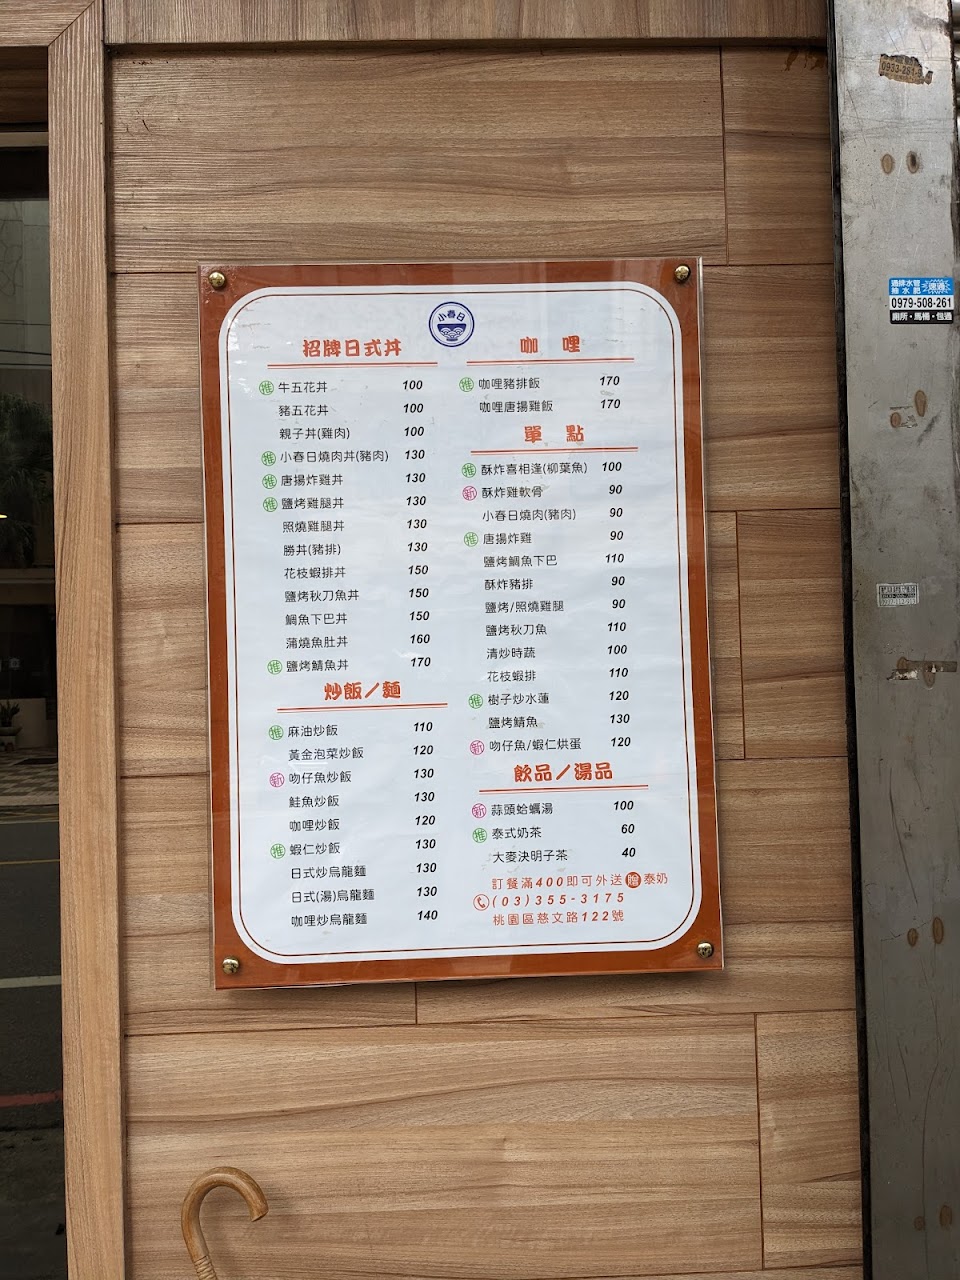 小春日
招牌日式丼
推 牛五花丼 100
豬五花丼 100
親子丼(雞肉) 100
推 小春日燒肉丼(豬肉) 130
推 唐揚炸雞丼 130
推 鹽烤雞腿丼 130
照燒雞腿丼 130
勝丼(豬排) 130
花枝蝦排丼 150
鹽烤秋刀魚丼 150
鯛魚下巴丼 150
蒲燒魚肚丼 160
推 鹽烤鯖魚丼 170
炒飯／麵
推 麻油炒飯 110
黃金泡菜炒飯 120
新 吻仔魚炒飯 130
鮭魚炒飯 130
咖哩炒飯 120
推 蝦仁炒飯 130
日式炒烏龍麵 130
日式(湯)烏龍麵 130
咖哩炒烏龍麵 140
咖哩
推 咖哩豬排飯 170
咖哩唐揚雞飯 170
單點
推 酥炸喜相逢(柳葉魚) 100
新 酥炸雞軟骨 90
小春日燒肉(豬肉) 90
推 唐揚炸雞 90
鹽烤鯛魚下巴 110
酥炸豬排 90
鹽烤/照燒雞腿 90
鹽烤秋刀魚 110
清炒時蔬 100
花枝蝦排 110
推 樹子炒水蓮 120
鹽烤鯖魚 130
新 吻仔魚/蝦仁烘蛋 120
飲品／湯品
新 蒜頭蛤蠣湯 100
推 泰式奶茶 60
大麥決明子茶 40
訂餐滿400即可外送 贈 泰奶
(03)355-3175
桃園區慈文路122號
通排水管
抽水肥 速通
0979-508-261
廁所・馬桶・包通